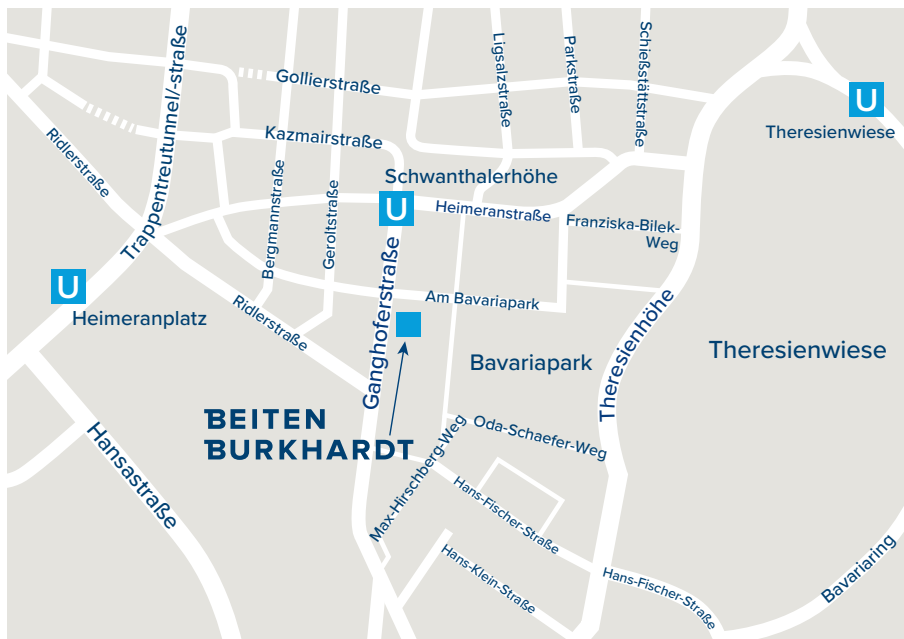 Gollierstraße
Ligsalzstraße
Parkstraße
Schießstättstraße
U
Theresienwiese
Trappentreutunnel/-straße
Kazmairstraße
Ridlerstraße
Bergmannstraße
Geroltstraße
Schwanthalerhöhe
U
Heimeranstraße
Franziska-Bilek-
Weg
U
Heimeranplatz
Ridlerstraße
Ganghoferstraße
Am Bavariapark
Theresienhöhe
Bavariapark
Theresienwiese
BEITEN
BURKHARDT
Hansastraße
Max-Hirschberg-Weg
Oda-Schaefer-Weg
Hans-Fischer-Straße
Hans-Klein-Straße
Hans-Fischer-Straße
Bavariaring